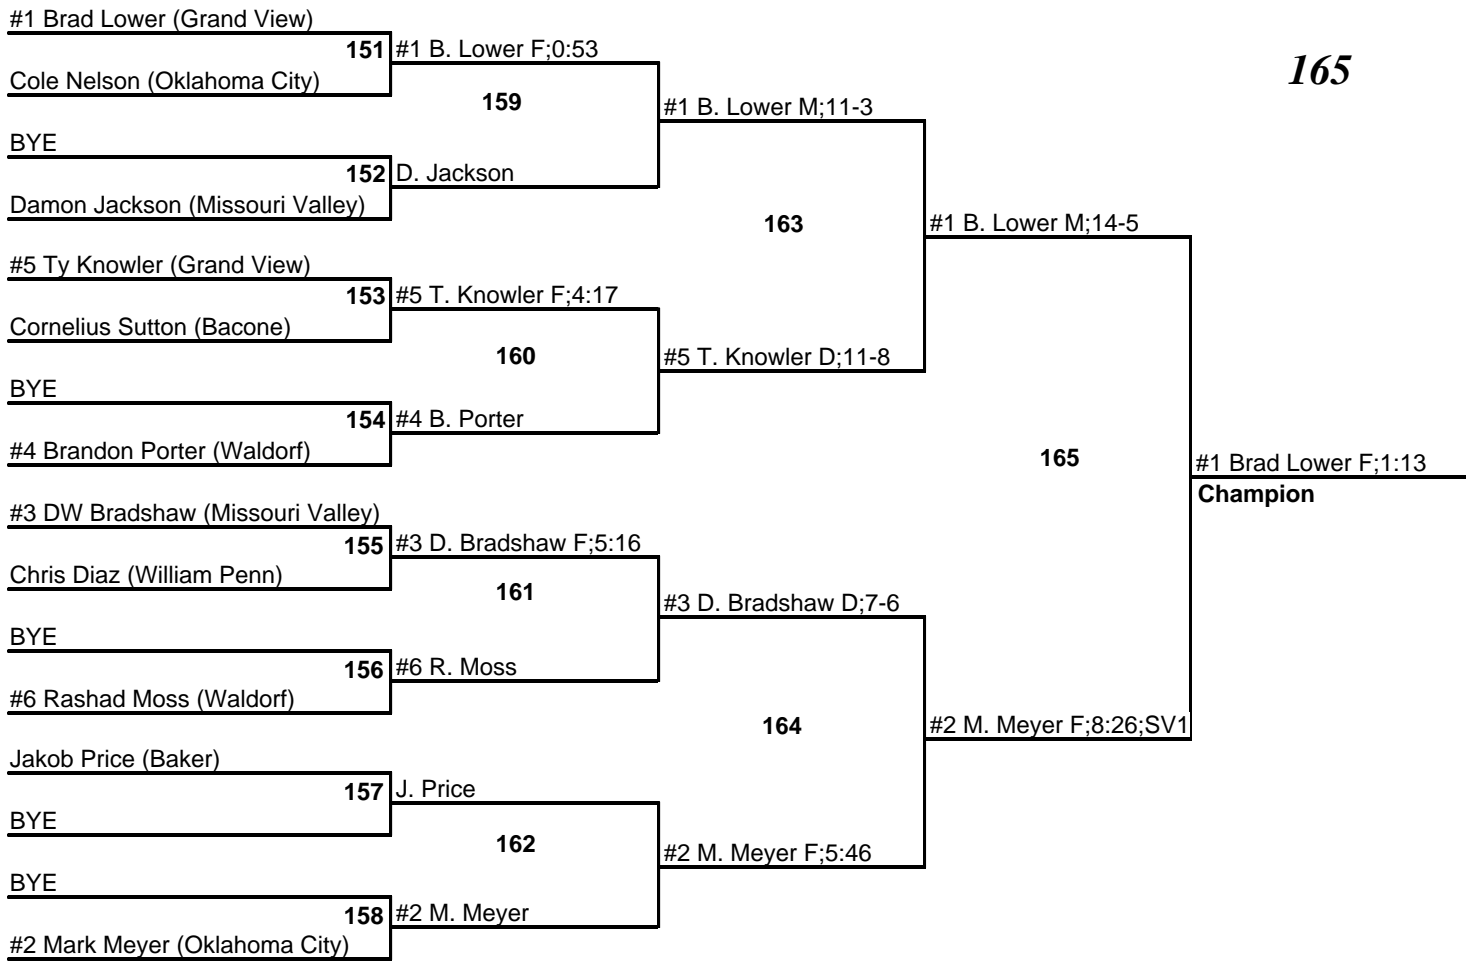 #1 Brad Lower (Grand View)
151 #1 B. Lower F;0:53
165
Cole Nelson (Oklahoma City)
159
#1 B. Lower M;11-3
BYE
152 D. Jackson
Damon Jackson (Missouri Valley)
163
#1 B. Lower M;14-5
#5 Ty Knowler (Grand View)
153 #5 T. Knowler F;4:17
Cornelius Sutton (Bacone)
160
#5 T. Knowler D;11-8
BYE
154 #4 B. Porter
#4 Brandon Porter (Waldorf)
165
#1 Brad Lower F;1:13
Champion
#3 DW Bradshaw (Missouri Valley)
155 #3 D. Bradshaw F;5:16
Chris Diaz (William Penn)
161
#3 D. Bradshaw D;7-6
BYE
156 #6 R. Moss
#6 Rashad Moss (Waldorf)
164
#2 M. Meyer F;8:26;SV1
Jakob Price (Baker)
157 J. Price
BYE
162
#2 M. Meyer F;5:46
BYE
158 #2 M. Meyer
#2 Mark Meyer (Oklahoma City)